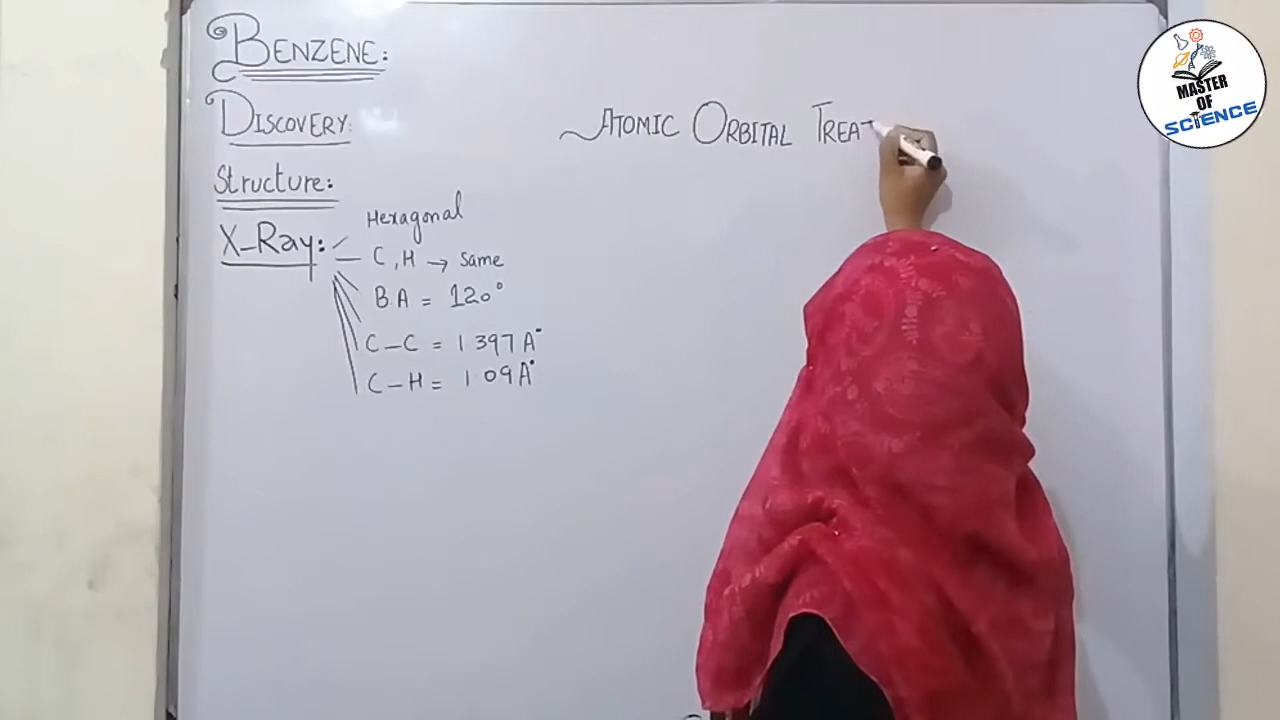 BENZENE:
DISCOVERY:
Structure:
X-Ray:
Hexagonal
C, H → same
BA = 120°
C-C = 1.397 A°
C-H = 1.09 A°
ATOMIC ORBITAL TREAT
MASTER
OF
SCIENCE